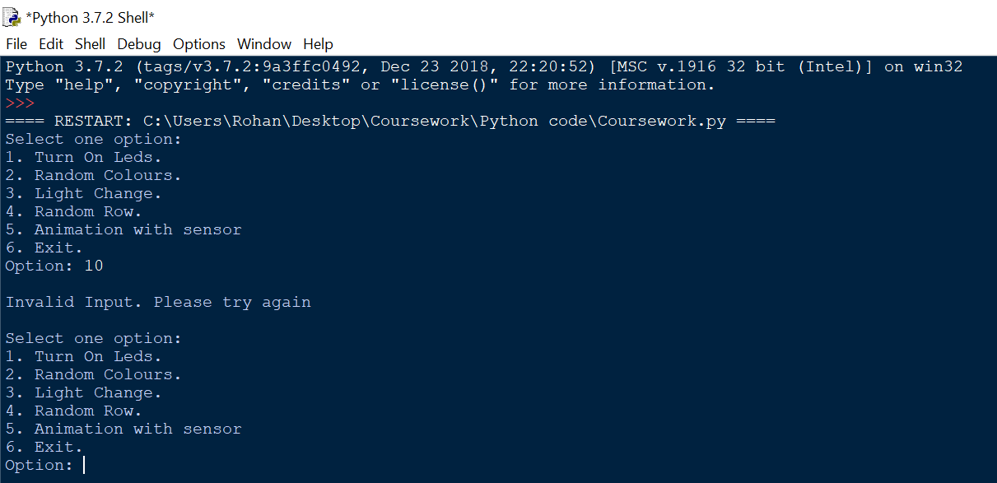 *Python 3.7.2 Shell*
File Edit Shell Debug Options Window Help
Python 3.7.2 (tags/v3.7.2:9a3ffc0492, Dec 23 2018, 22:20:52) [MSC v.1916 32 bit (Intel)] on win32
Type "help", "copyright", "credits" or "license()" for more information.
>>>
==== RESTART: C:\Users\Rohan\Desktop\Coursework\Python code\Coursework.py ====
Select one option:
1. Turn On Leds.
2. Random Colours.
3. Light Change.
4. Random Row.
5. Animation with sensor
6. Exit.
Option: 10
Invalid Input. Please try again
Select one option:
1. Turn On Leds.
2. Random Colours.
3. Light Change.
4. Random Row.
5. Animation with sensor
6. Exit.
Option: